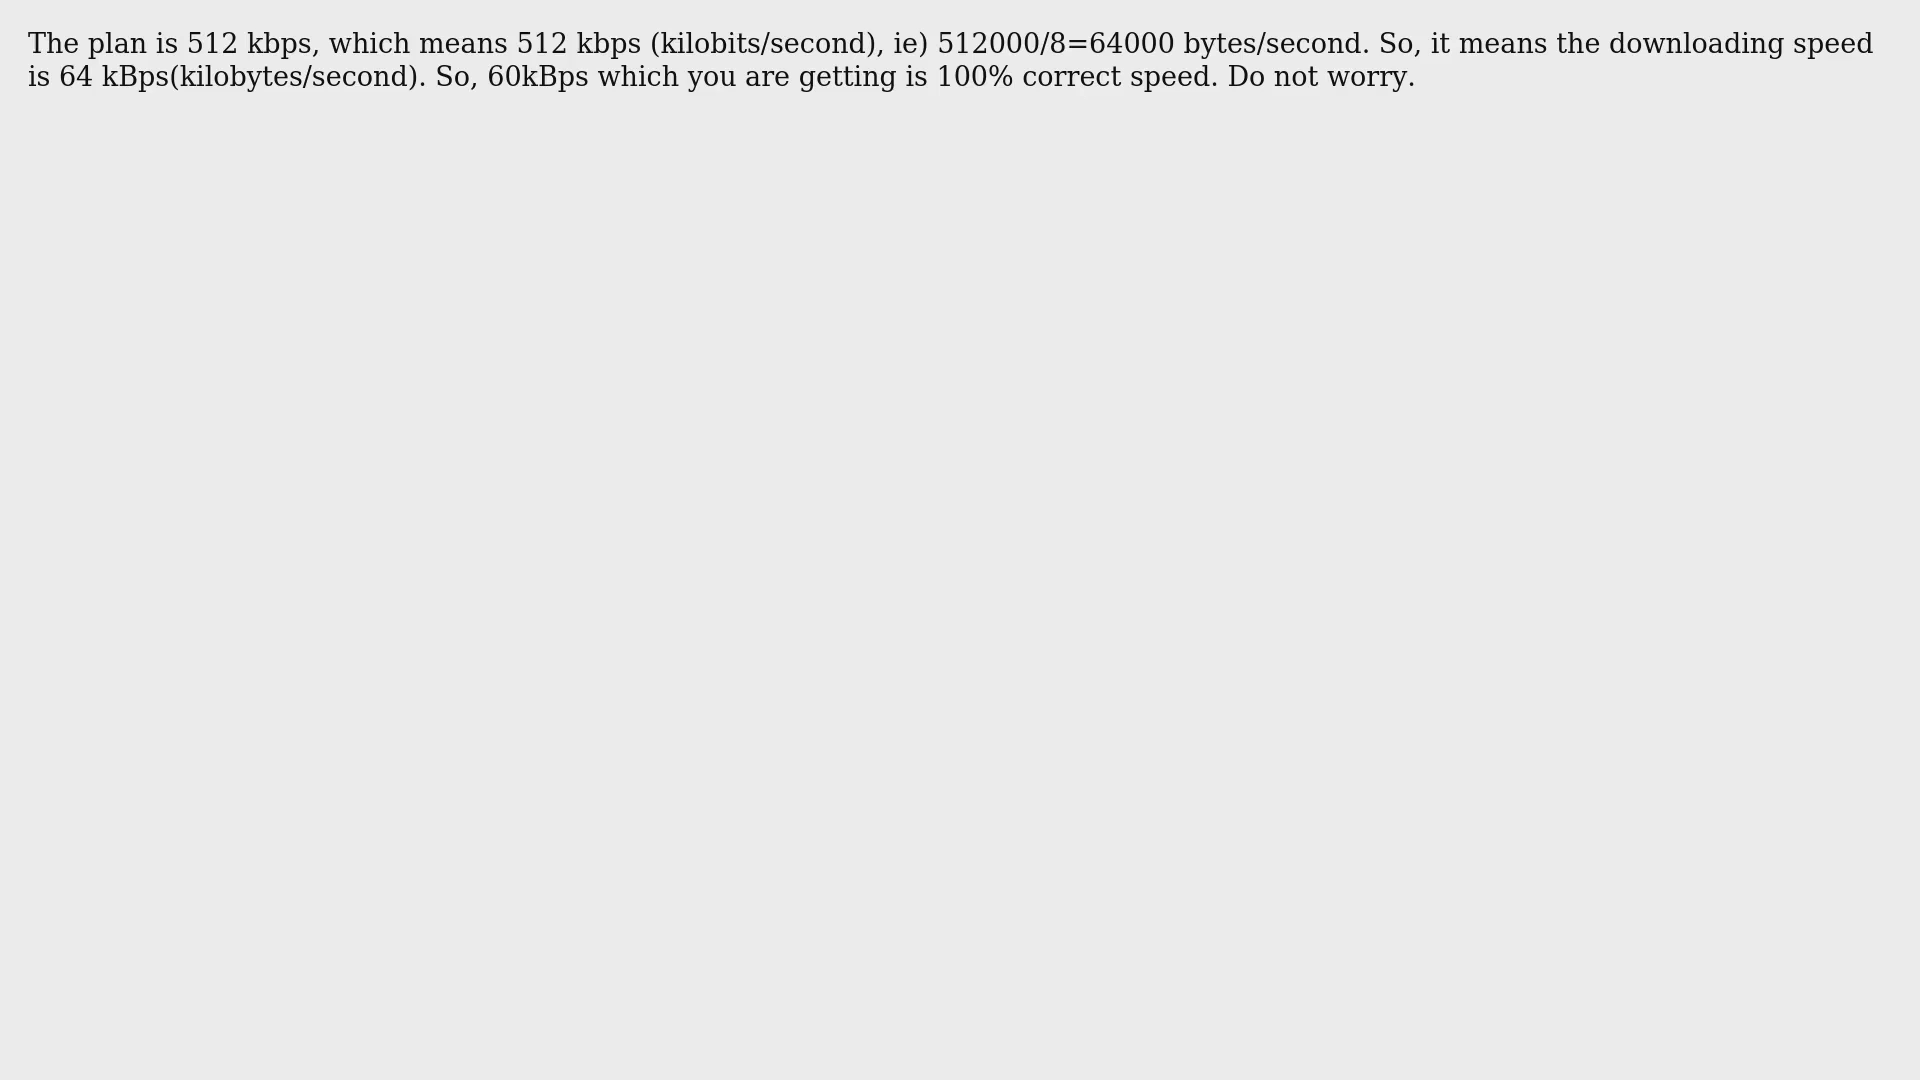 The plan is 512 kbps, which means 512 kbps (kilobits/second), ie) 512000/8=64000 bytes/second. So, it means the downloading speed
is 64 kBps(kilobytes/second). So, 60kBps which you are getting is 100% correct speed. Do not worry.